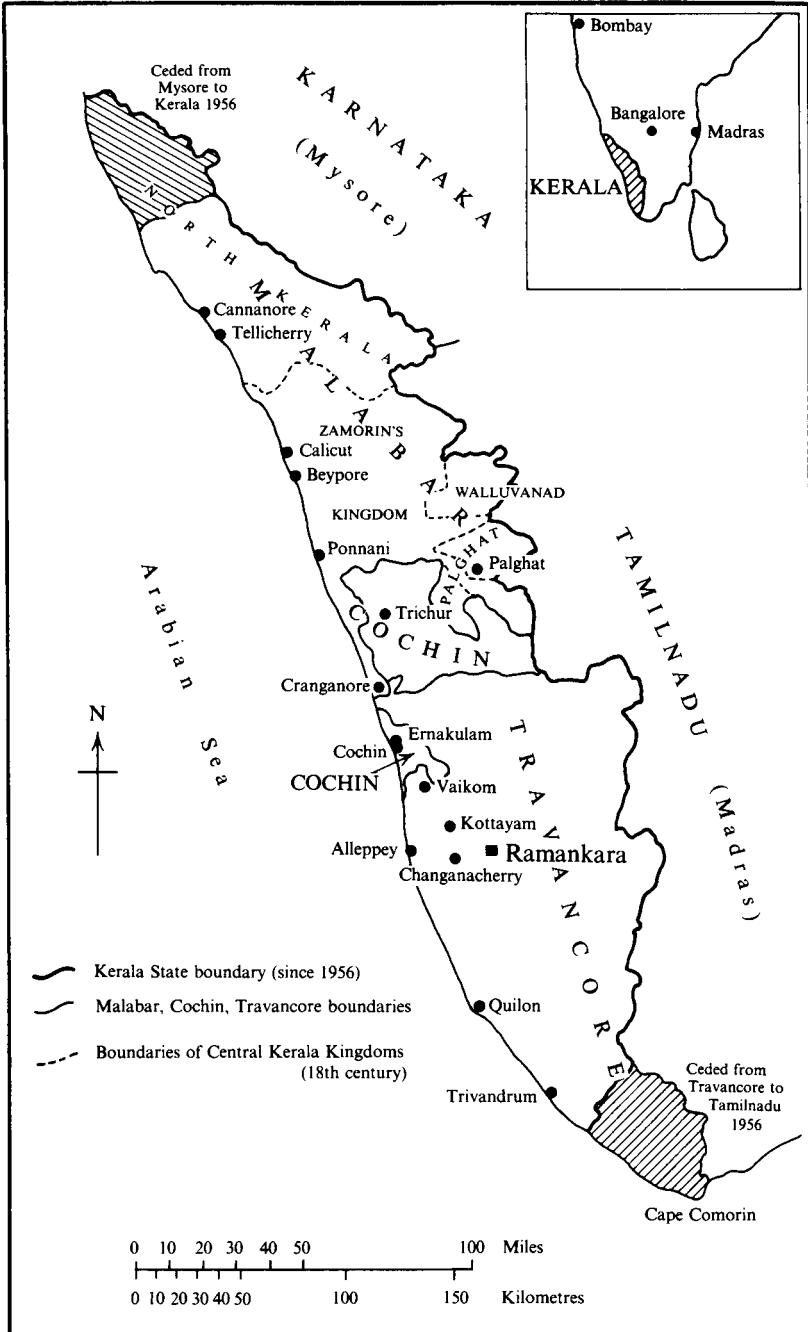 Bombay
Bangalore
Madras
KERALA
Ceded from
Mysore to
Kerala 1956
KARNATAKA
(Mysore)
NORTH KERALA
MALABAR
Cannanore
Tellicherry
ZAMORIN'S
Calicut
Beypore
WALLUVANAD
KINGDOM
Ponnani
PALGHAT
Palghat
TAMILNADU
(Madras)
Arabian Sea
Trichur
COCHIN
Cranganore
N
Ernakulam
Cochin
COCHIN
Vaikom
TRAVANCORE
Kottayam
Alleppey
Ramankara
Changanacherry
Kerala State boundary (since 1956)
Malabar, Cochin, Travancore boundaries
Boundaries of Central Kerala Kingdoms
(18th century)
Quilon
Trivandrum
Ceded from
Travancore to
Tamilnadu
1956
Cape Comorin
0 10 20 30 40 50 100 Miles
0 10 20 30 40 50 100 150 Kilometres